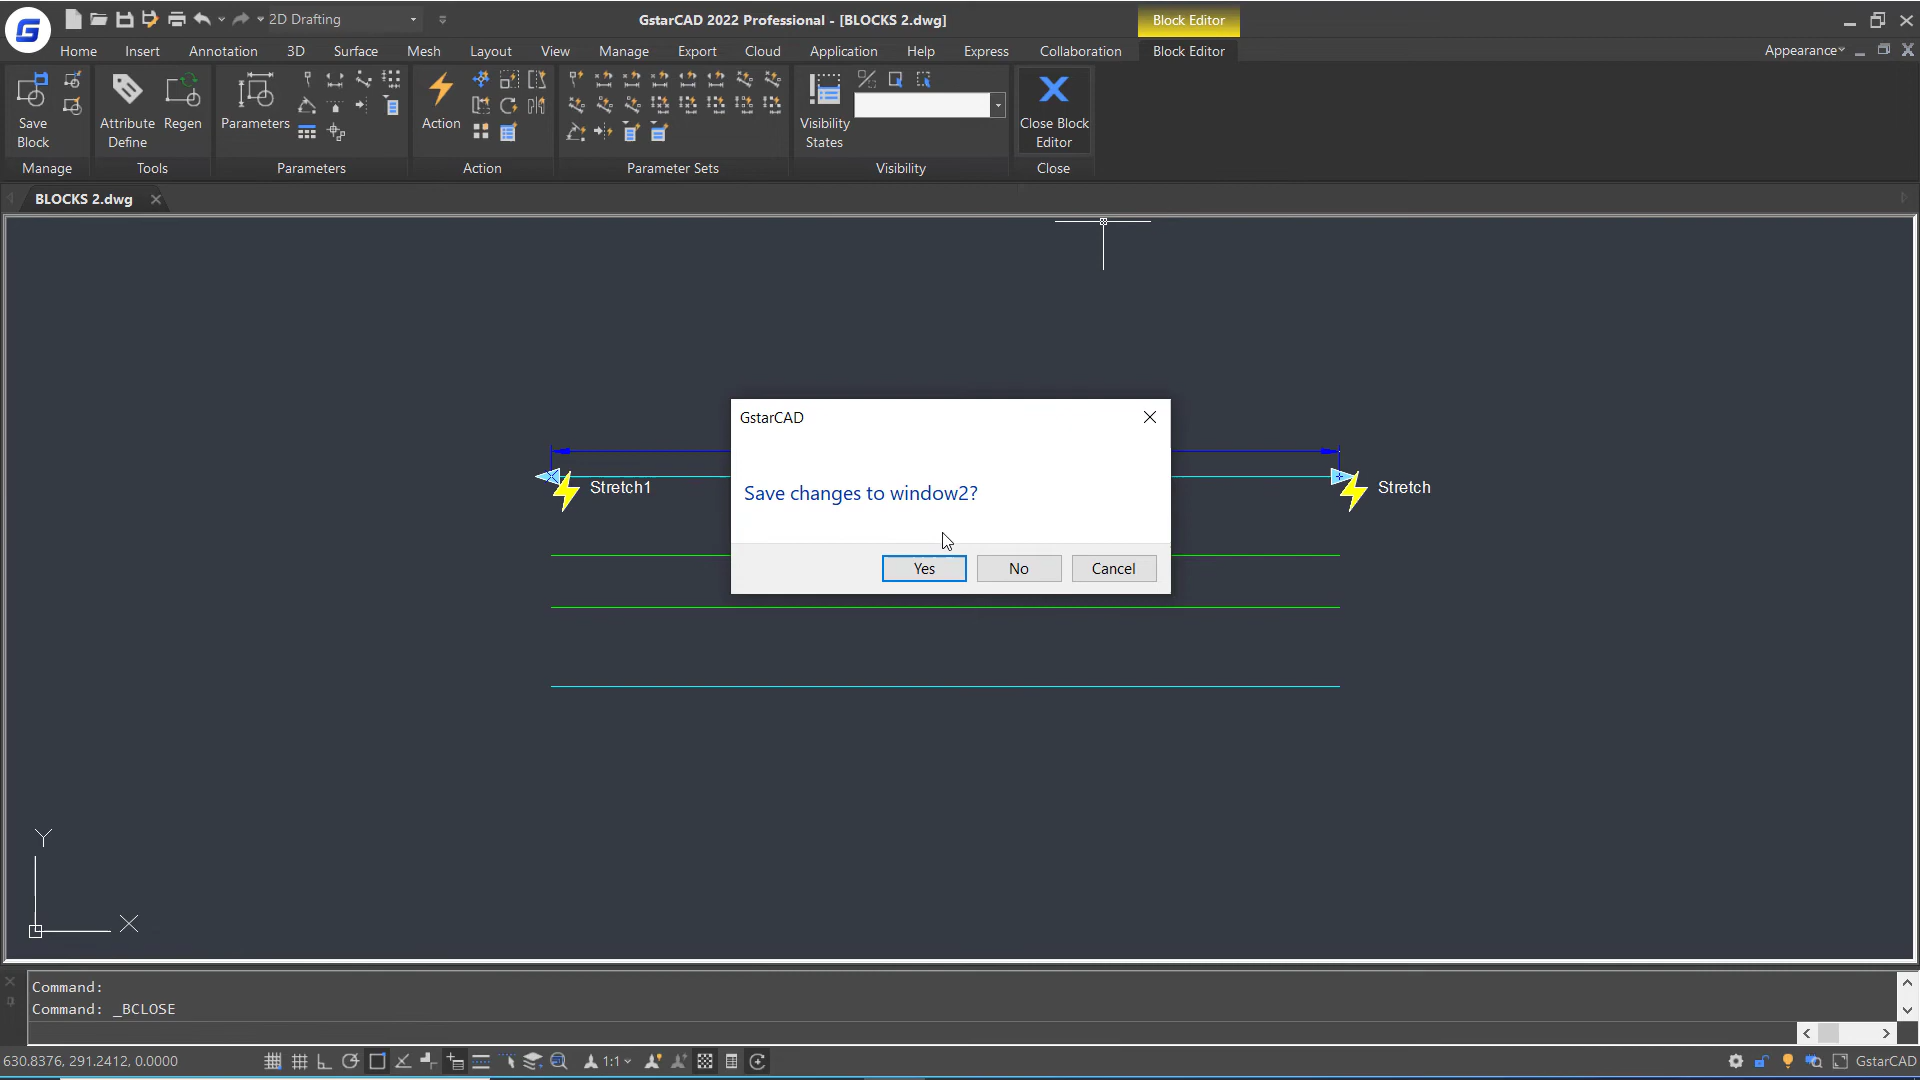 2D Drafting
GstarCAD 2022 Professional - [BLOCKS 2.dwg]
Block Editor
Home Insert Annotation 3D Surface Mesh Layout View Manage Export Cloud Application Help Express Collaboration Block Editor Appearance
Save Block
Attribute Define
Regen
Parameters
Action
Visibility States
Close Block Editor
Manage Tools Parameters Action Parameter Sets Visibility Close
BLOCKS 2.dwg
GstarCAD
Save changes to window2?
Yes No Cancel
Stretch1
Stretch
Y
X
Command:
Command: _BCLOSE
630.8376, 291.2412, 0.0000
1:1
GstarCAD